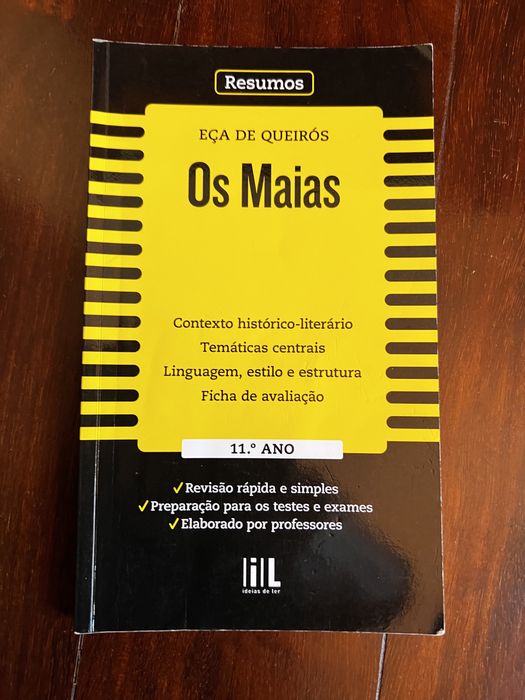 Resumos
EÇA DE QUEIRÓS
Os Maias
Contexto histórico-literário
Temáticas centrais
Linguagem, estilo e estrutura
Ficha de avaliação
11.º ANO
✓Revisão rápida e simples
✓Preparação para os testes e exames
✓Elaborado por professores
iL
ideias de ler